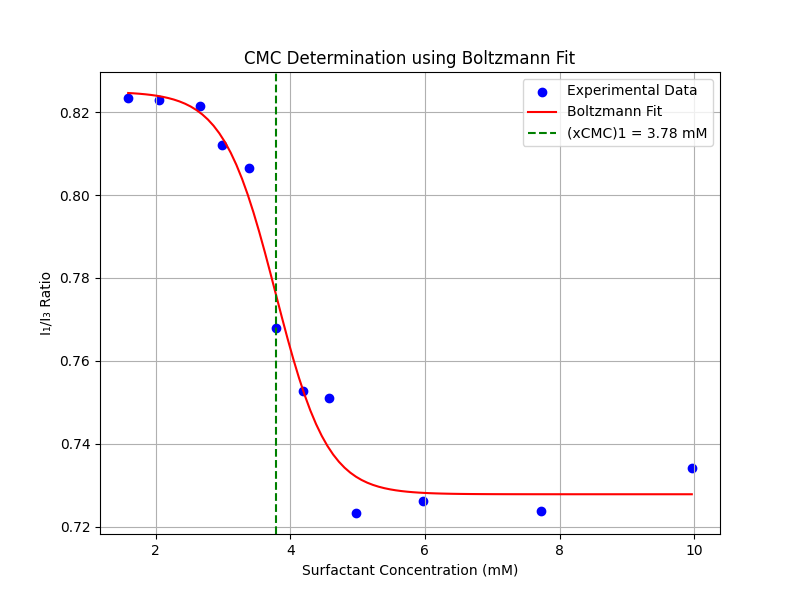 CMC Determination using Boltzmann Fit
Experimental Data
Boltzmann Fit
(xCMC)1 = 3.78 mM
0.82
0.80
0.78
0.76
0.74
0.72
I₁/I₃ Ratio
2 4 6 8 10
Surfactant Concentration (mM)